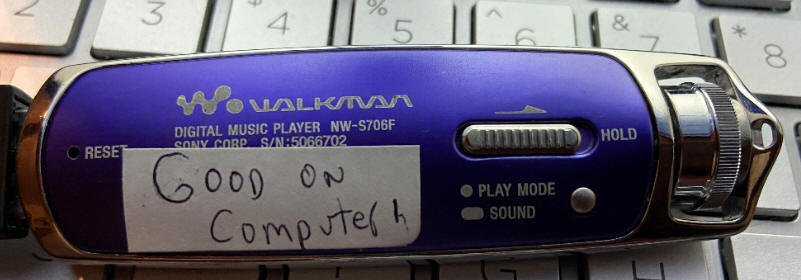 4
% 5
^ 6
& 7
* 8
WALKMAN
DIGITAL MUSIC PLAYER NW-S706F
SONY CORP. S/N:5066702
RESET
HOLD
GOOD ON
Computer h
PLAY MODE
SOUND